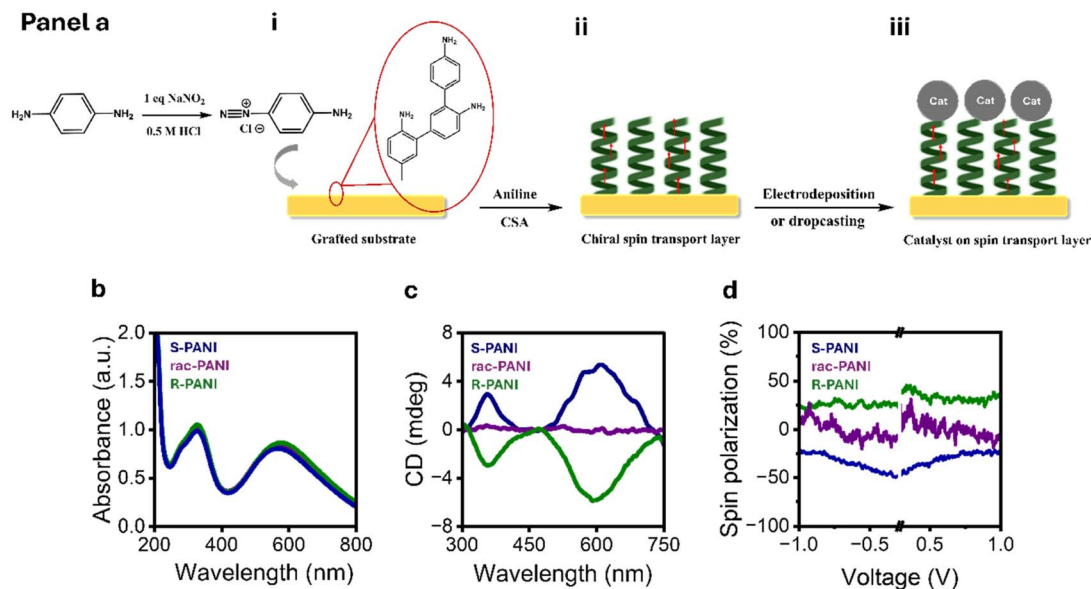 Panel a
i
ii
iii
NH₂
NH₂
1 eq NaNO₂
0.5 M HCl
N≡N⊕
Cl⊖
NH₂
NH₂
NH₂
NH₂
Grafted substrate
Aniline
CSA
Chiral spin transport layer
Electrodeposition
or dropcasting
Cat
Cat
Cat
Catalyst on spin transport layer
b
Absorbance (a.u.)
2.0
1.5
1.0
0.5
0.0
S-PANI
rac-PANI
R-PANI
200
400
600
800
Wavelength (nm)
c
CD (mdeg)
8
4
0
−4
−8
S-PANI
rac-PANI
R-PANI
300
450
600
750
Wavelength (nm)
d
Spin polarization (%)
100
50
0
−50
−100
S-PANI
rac-PANI
R-PANI
−1.0
−0.5
0.5
1.0
Voltage (V)